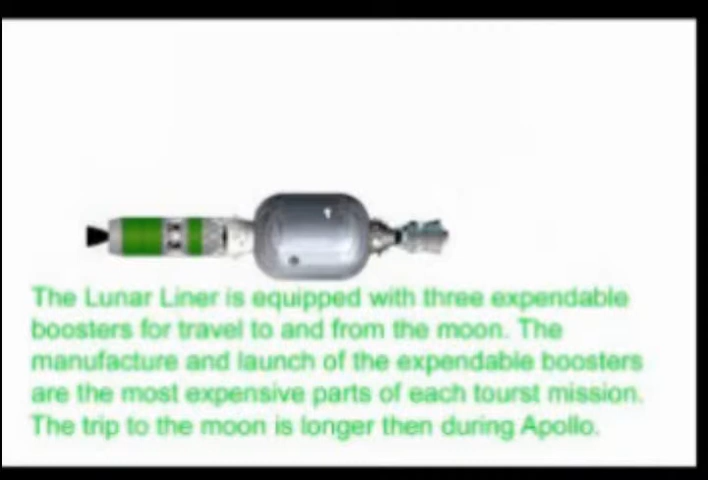 The Lunar Liner is equipped with three expendable
boosters for travel to and from the moon. The
manufacture and launch of the expendable boosters
are the most expensive parts of each tourst mission.
The trip to the moon is longer then during Apollo.